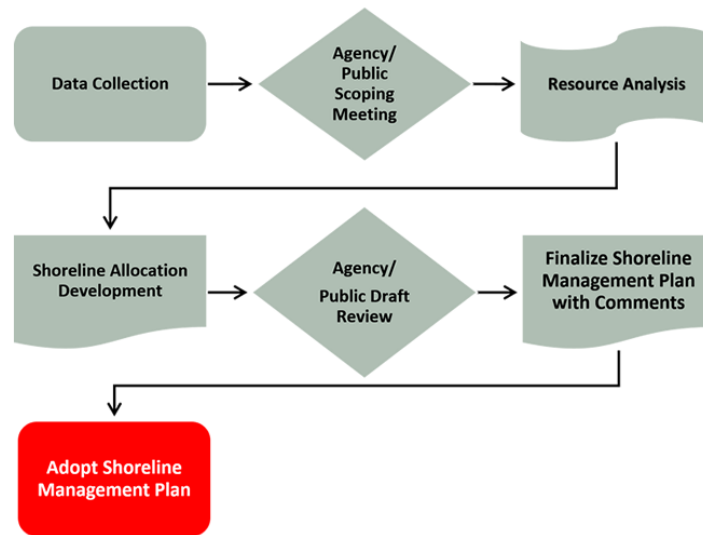 Data Collection
Agency/
Public
Scoping
Meeting
Resource Analysis
Shoreline Allocation
Development
Agency/
Public Draft
Review
Finalize Shoreline
Management Plan
with Comments
Adopt Shoreline
Management Plan